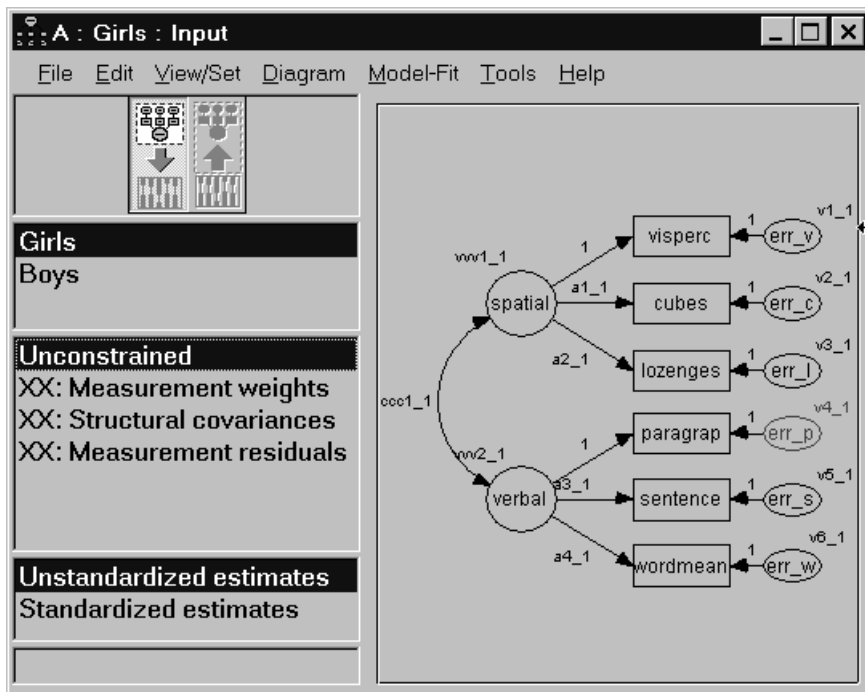 A : Girls : Input
File Edit View/Set Diagram Model-Fit Tools Help
Girls
Boys
Unconstrained
XX: Measurement weights
XX: Structural covariances
XX: Measurement residuals
Unstandardized estimates
Standardized estimates
v1_1
1
visperc
1
err_v
vvv1_1
v2_1
spatial
a1_1
cubes
1
err_c
v3_1
a2_1
lozenges
1
err_l
ccc1_1
v4_1
1
paragrap
1
err_p
vvv2_1
v5_1
verbal
a3_1
sentence
1
err_s
v6_1
a4_1
wordmean
1
err_w